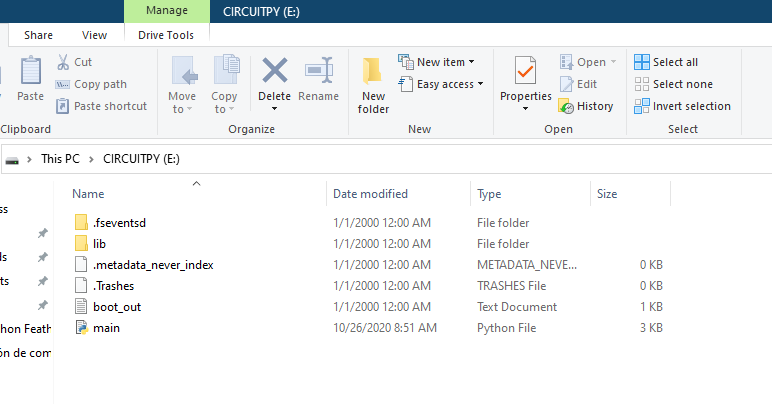 Manage CIRCUITPY (E:)
Share View Drive Tools
Cut
Copy path
Paste shortcut
Paste
Clipboard
Move to
Copy to
Delete
Rename
Organize
New folder
New item
Easy access
New
Properties
Open
Edit
History
Open
Select all
Select none
Invert selection
Select
This PC > CIRCUITPY (E:)
Name Date modified Type Size
.fseventsd 1/1/2000 12:00 AM File folder
lib 1/1/2000 12:00 AM File folder
.metadata_never_index 1/1/2000 12:00 AM METADATA_NEVE... 0 KB
.Trashes 1/1/2000 12:00 AM TRASHES File 0 KB
boot_out 1/1/2000 12:00 AM Text Document 1 KB
main 10/26/2020 8:51 AM Python File 3 KB
ss
ds
ts
hon Feath
ón de com